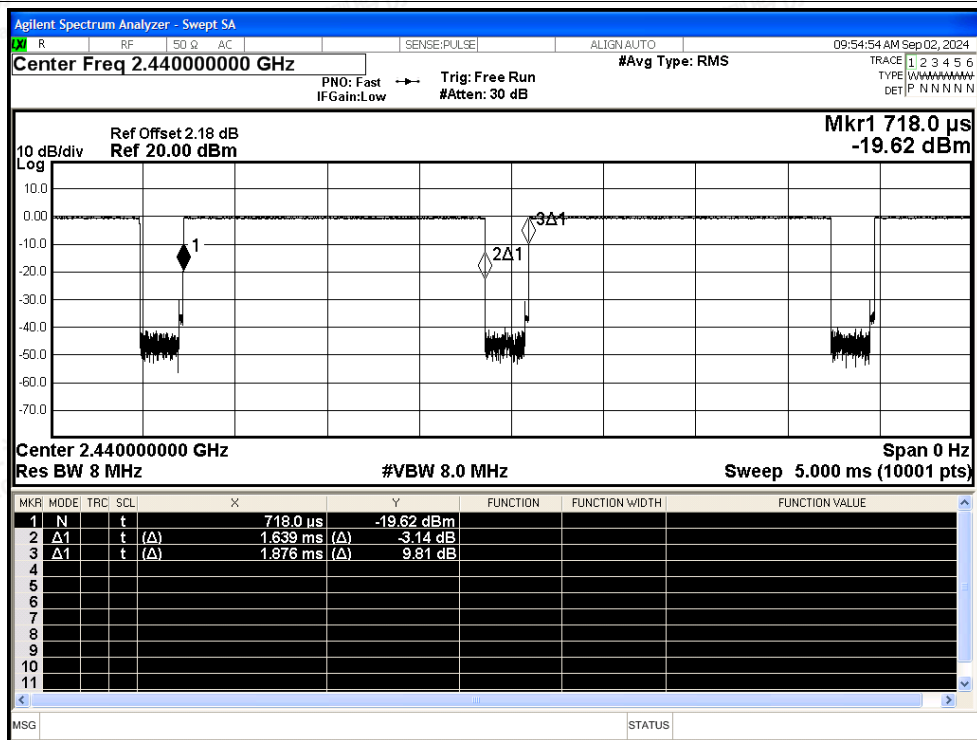 Agilent Spectrum Analyzer - Swept SA
LXI R RF 50 Ω AC SENSE:PULSE ALIGN AUTO 09:54:54 AM Sep 02, 2024
Center Freq 2.440000000 GHz #Avg Type: RMS TRACE 1 2 3 4 5 6
PNO: Fast Trig: Free Run TYPE WWWWWW
IFGain:Low #Atten: 30 dB DET P N N N N N
Mkr1 718.0 µs
Ref Offset 2.18 dB
10 dB/div Ref 20.00 dBm -19.62 dBm
Log
10.0
0.00
3Δ1
-10.0
1
2Δ1
-20.0
-30.0
-40.0
-50.0
-60.0
-70.0
Center 2.440000000 GHz Span 0 Hz
Res BW 8 MHz #VBW 8.0 MHz Sweep 5.000 ms (10001 pts)
MKR MODE TRC SCL X Y FUNCTION FUNCTION WIDTH FUNCTION VALUE
1 N t 718.0 µs -19.62 dBm
2 Δ1 t (Δ) 1.639 ms (Δ) -3.14 dB
3 Δ1 t (Δ) 1.876 ms (Δ) 9.81 dB
4
5
6
7
8
9
10
11
MSG STATUS